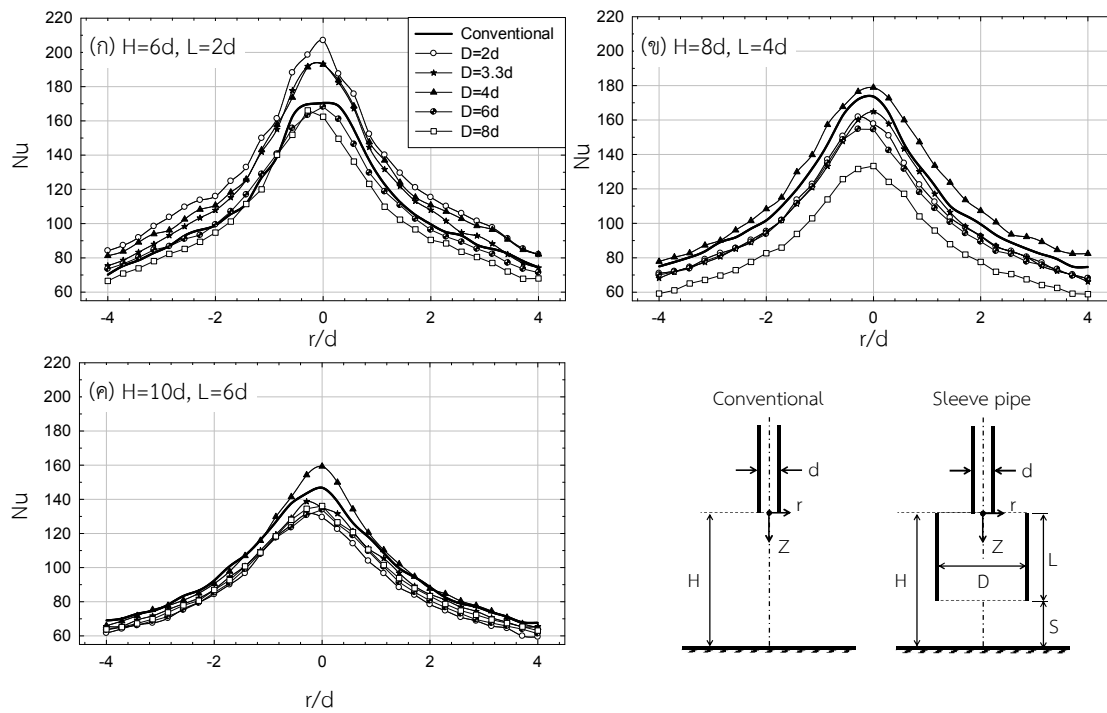 (ก) H=6d, L=2d
Nu
220
200
180
160
140
120
100
80
60
-4 -2 0 2 4
r/d
Conventional
D=2d
D=3.3d
D=4d
D=6d
D=8d
(ข) H=8d, L=4d
Nu
220
200
180
160
140
120
100
80
60
-4 -2 0 2 4
r/d
(ค) H=10d, L=6d
Nu
220
200
180
160
140
120
100
80
60
-4 -2 0 2 4
r/d
Conventional
d
r
Z
H
Sleeve pipe
d
r
Z
H
D
L
S